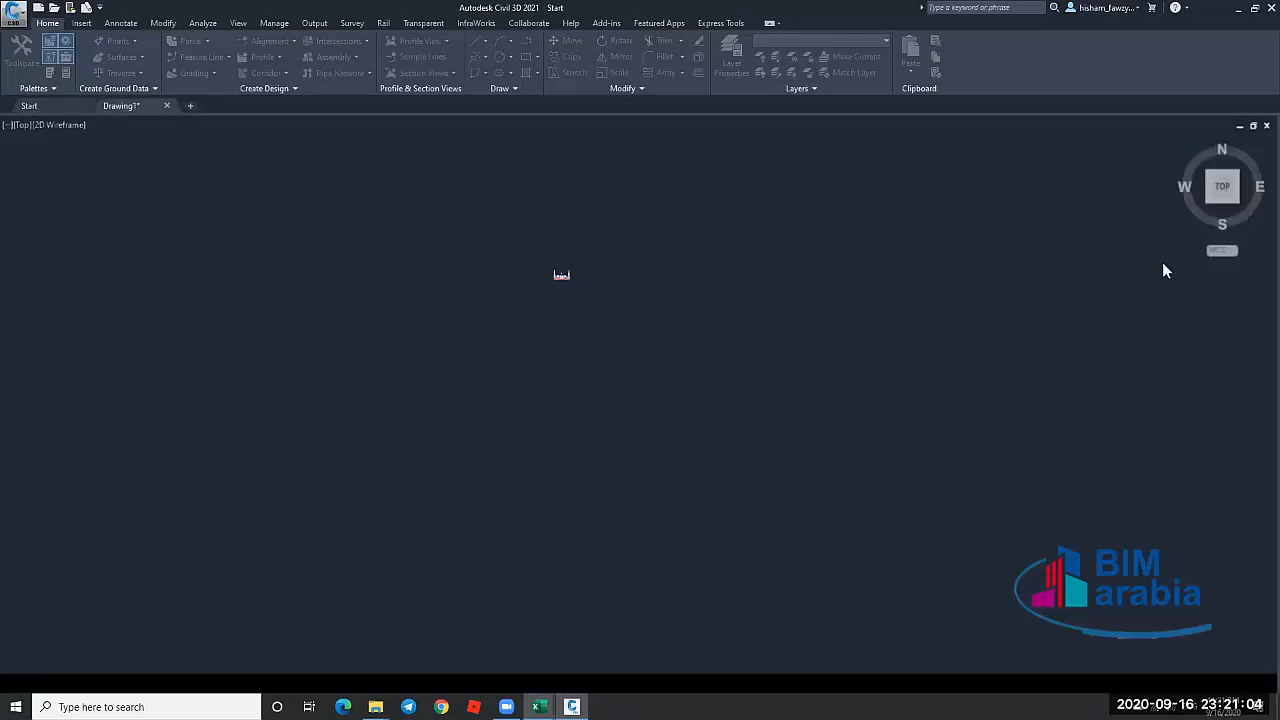 Autodesk Civil 3D 2021 Start
Type a keyword or phrase
hisham_fawzy...
Home Insert Annotate Modify Analyze View Manage Output Survey Rail Transparent InfraWorks Collaborate Help Add-ins Featured Apps Express Tools
Points Parcel Alignment Intersections Profile View Move Rotate Trim
Toolspace Surfaces Feature Line Profile Assembly Sample Lines Copy Mirror Fillet Layer Properties Make Current Paste
Traverse Grading Corridor Pipe Network Section Views Stretch Scale Array Match Layer
Palettes Create Ground Data Create Design Profile & Section Views Draw Modify Layers Clipboard
Start Drawing1*
[−][Top][2D Wireframe]
N
W TOP E
S
BIM
arabia
Type here to search
2020-09-16 23:21:04
9/16/2020